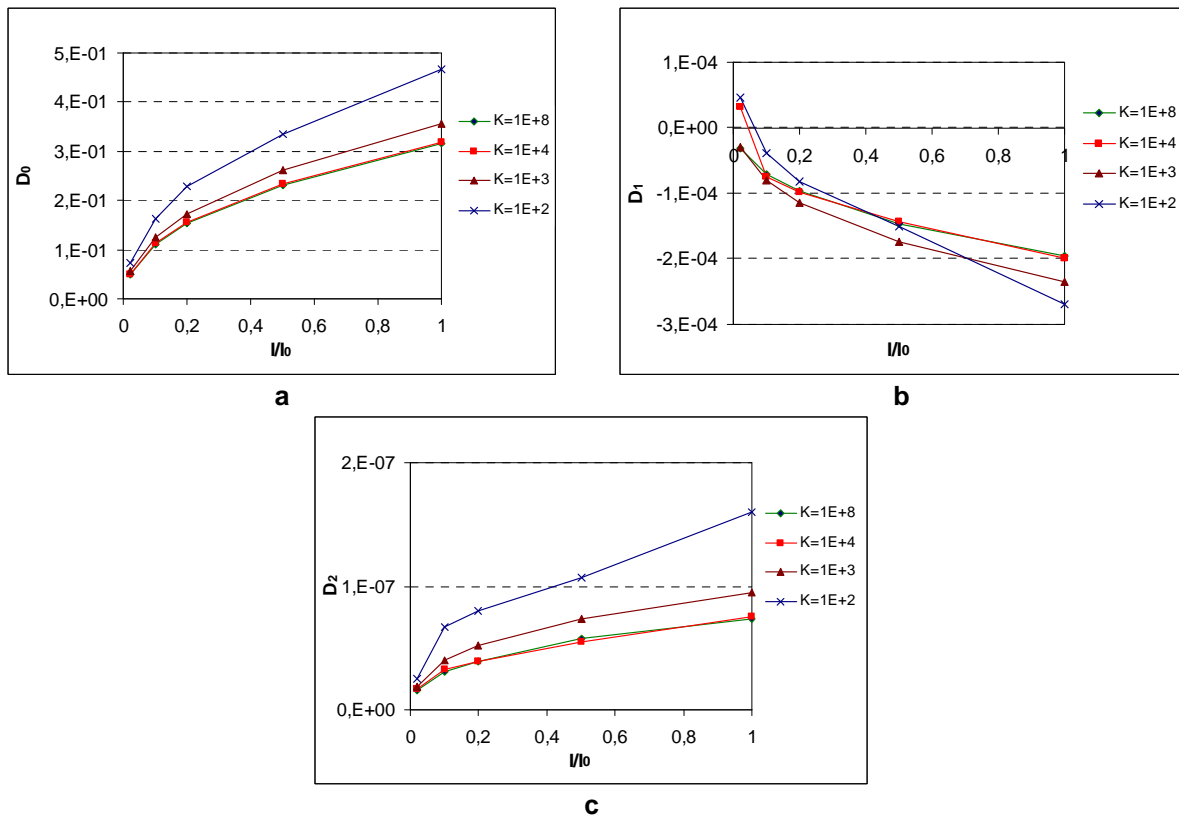 5,E-01
4,E-01
3,E-01
2,E-01
1,E-01
0,E+00
D0
0 0,2 0,4 0,6 0,8 1
I/I0
K=1E+8
K=1E+4
K=1E+3
K=1E+2
a
1,E-04
0,E+00
-1,E-04
-2,E-04
-3,E-04
D1
0 0,2 0,4 0,6 0,8 1
I/I0
K=1E+8
K=1E+4
K=1E+3
K=1E+2
b
2,E-07
1,E-07
0,E+00
D2
0 0,2 0,4 0,6 0,8 1
I/I0
K=1E+8
K=1E+4
K=1E+3
K=1E+2
c